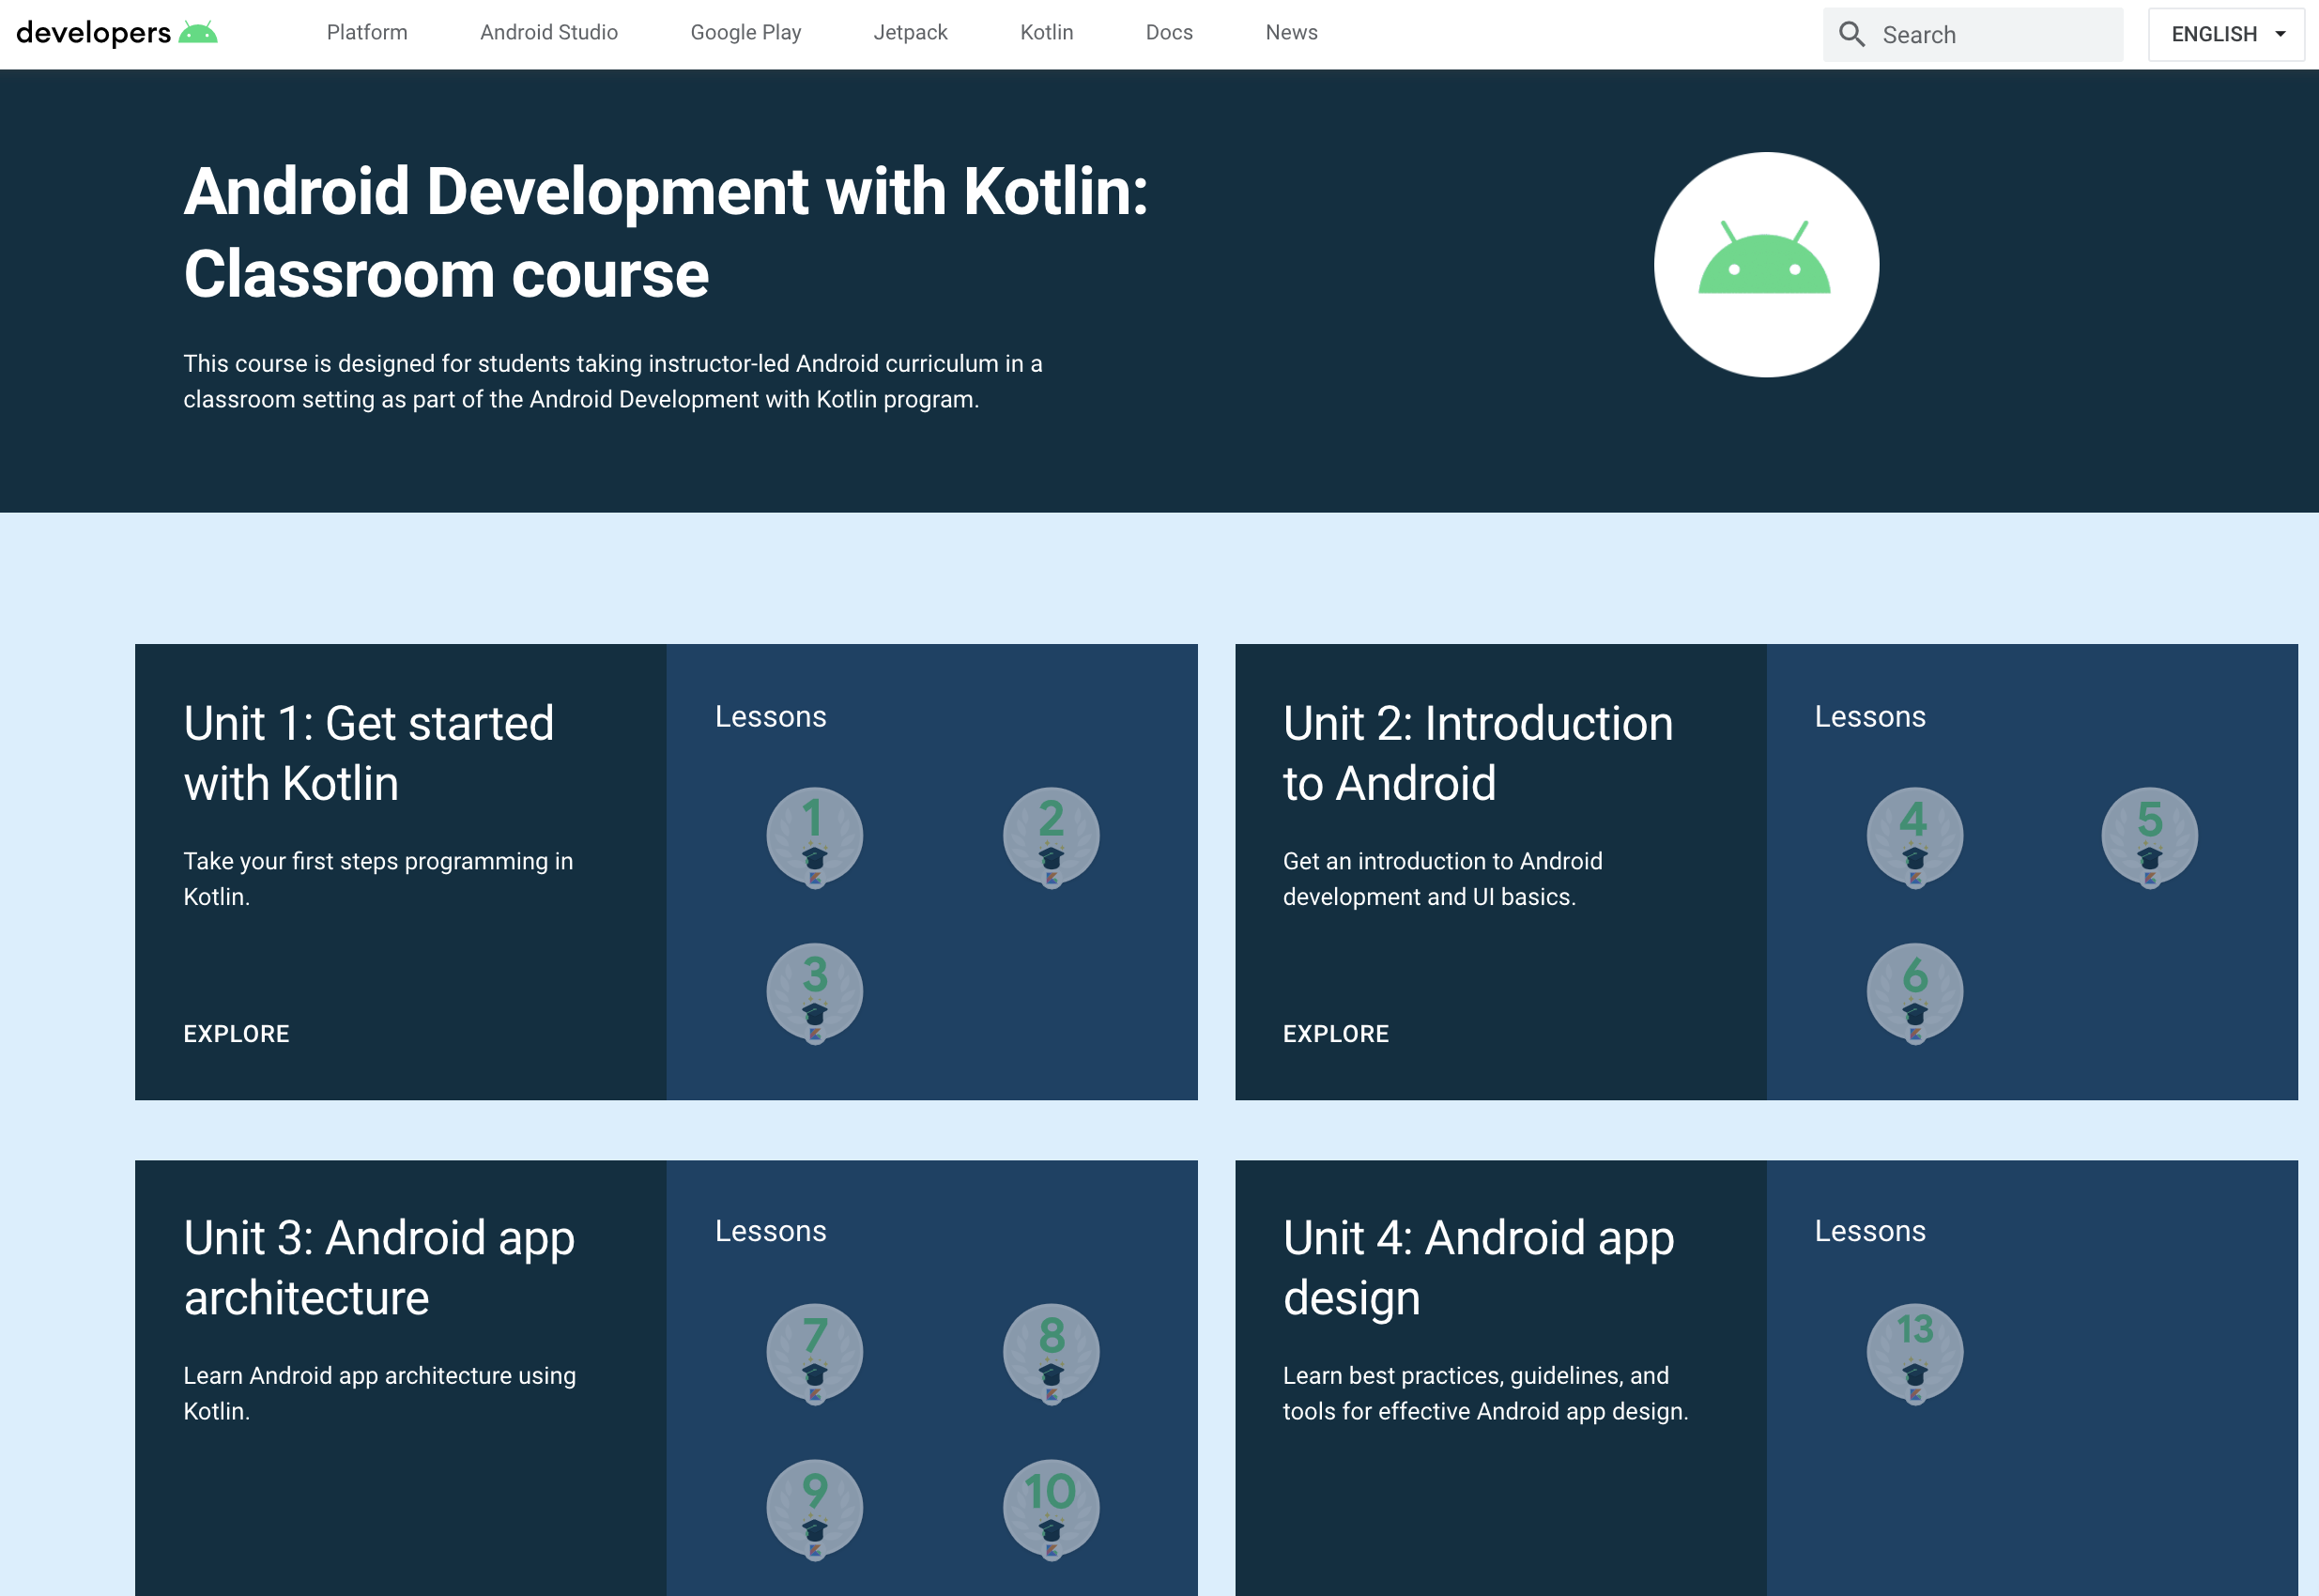 developers
Platform
Android Studio
Google Play
Jetpack
Kotlin
Docs
News
Search
ENGLISH
Android Development with Kotlin:
Classroom course
This course is designed for students taking instructor-led Android curriculum in a
classroom setting as part of the Android Development with Kotlin program.
Unit 1: Get started
with Kotlin
Take your first steps programming in
Kotlin.
EXPLORE
Lessons
1
2
3
Unit 2: Introduction
to Android
Get an introduction to Android
development and UI basics.
EXPLORE
Lessons
4
5
6
Unit 3: Android app
architecture
Learn Android app architecture using
Kotlin.
Lessons
7
8
9
10
Unit 4: Android app
design
Learn best practices, guidelines, and
tools for effective Android app design.
Lessons
13